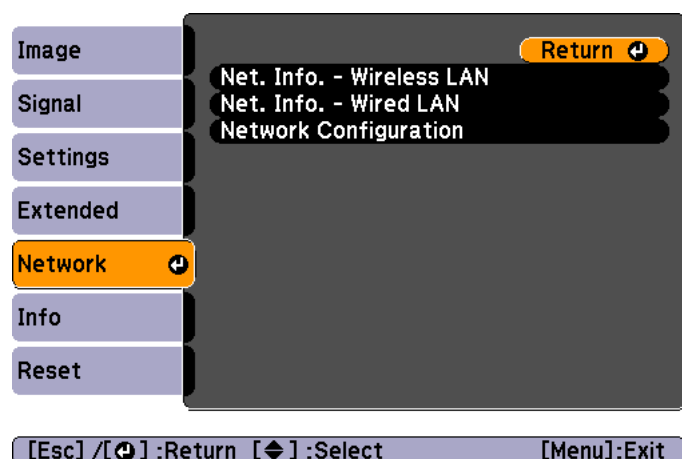 Image
Signal
Settings
Extended
Network
Info
Reset
Return
Net. Info. - Wireless LAN
Net. Info. - Wired LAN
Network Configuration
[Esc] /[⏎] :Return [◆] :Select [Menu]:Exit